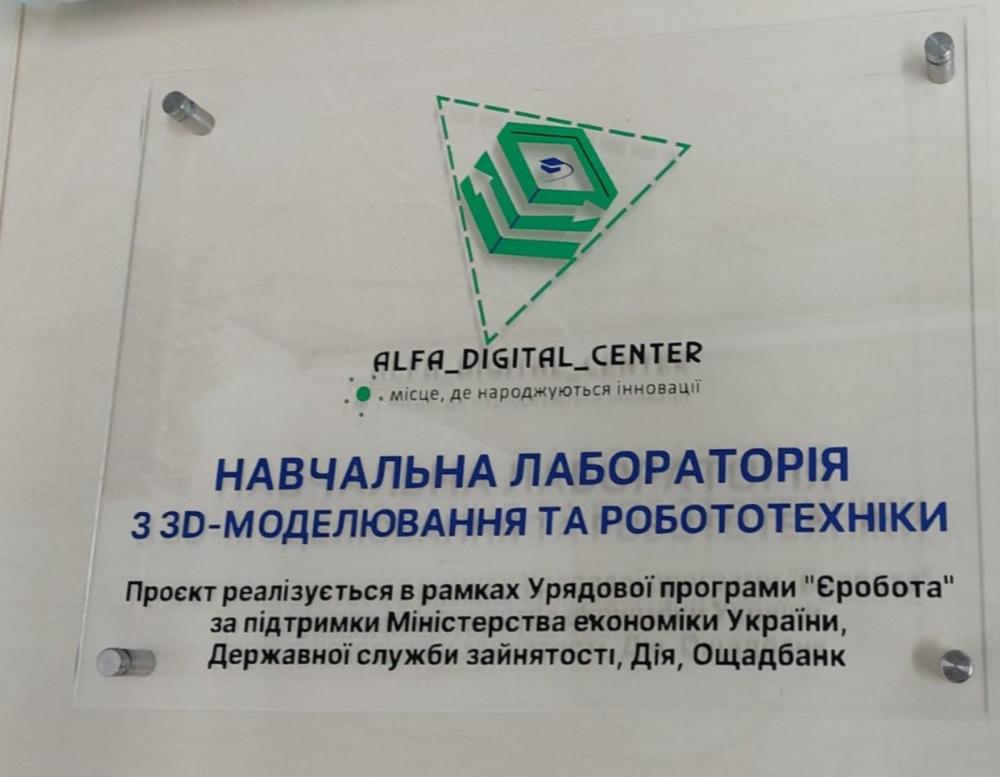 ALFA_DIGITAL_CENTER
місце, де народжуються інновації
НАВЧАЛЬНА ЛАБОРАТОРІЯ
З 3D-МОДЕЛЮВАННЯ ТА РОБОТОТЕХНІКИ
Проєкт реалізується в рамках Урядової програми "Єробота"
за підтримки Міністерства економіки України,
Державної служби зайнятості, Дія, Ощадбанк